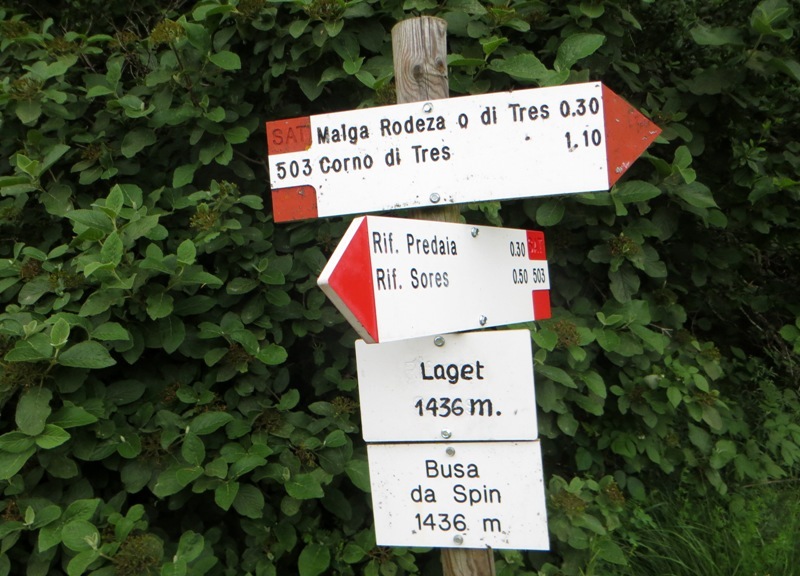 SAT Malga Rodeza o di Tres 0.30
503 Corno di Tres 1.10
Rif. Predaia 0.30 SAT
Rif. Sores 0.50 503
Laget
1436 m.
Busa
da Spin
1436 m